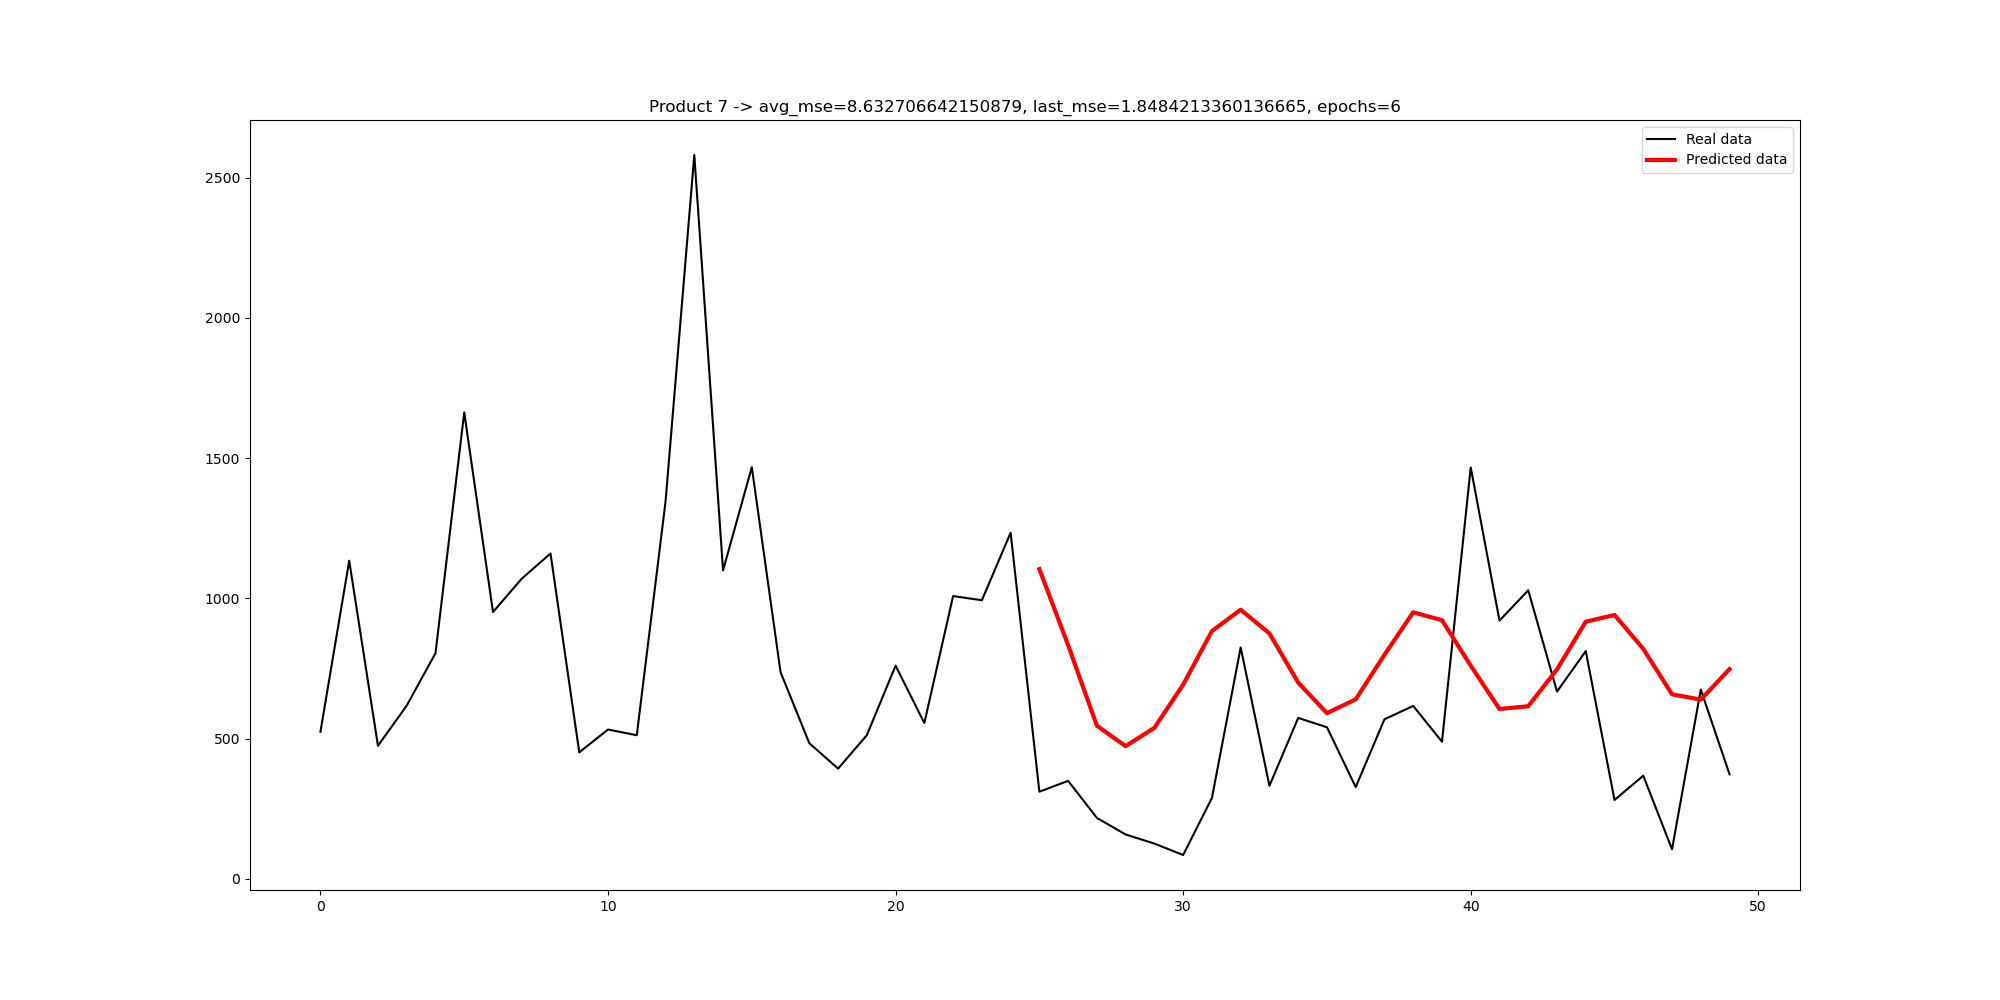 Product 7 -> avg_mse=8.632706642150879, last_mse=1.8484213360136665, epochs=6
Real data
Predicted data
2500
2000
1500
1000
500
0
0 10 20 30 40 50